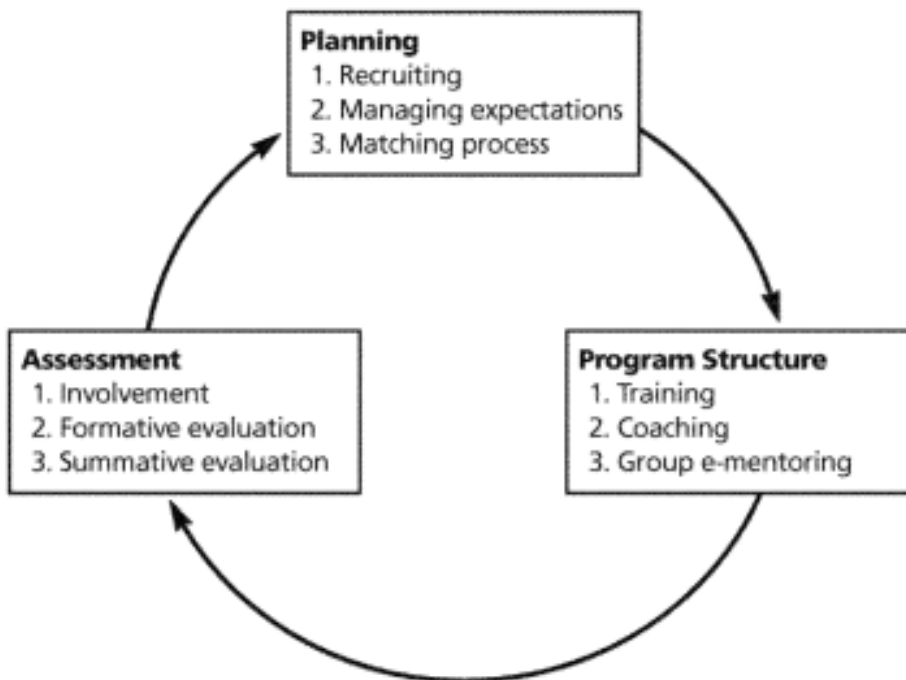 Planning
1. Recruiting
2. Managing expectations
3. Matching process
Assessment
1. Involvement
2. Formative evaluation
3. Summative evaluation
Program Structure
1. Training
2. Coaching
3. Group e-mentoring